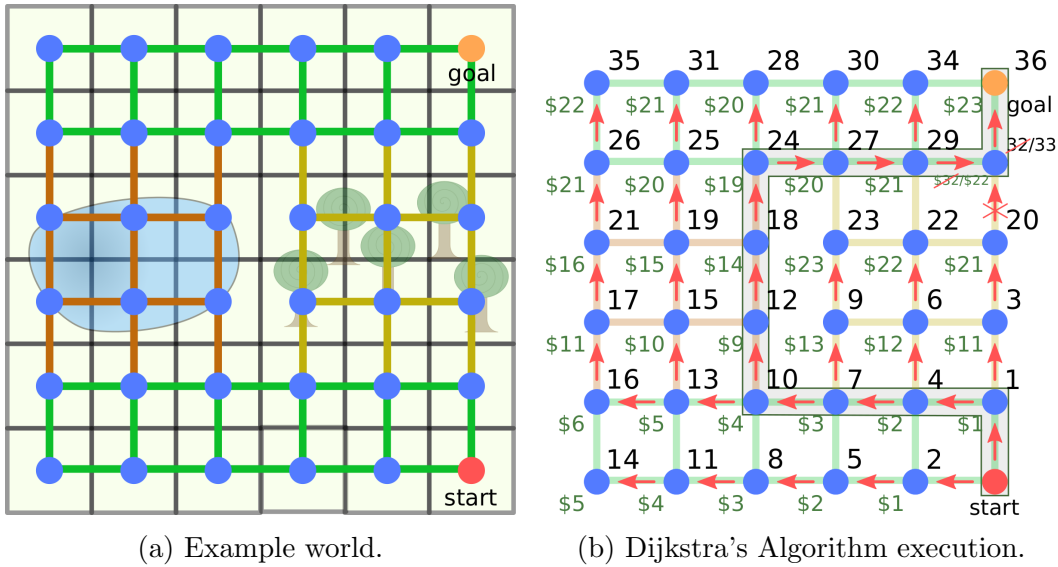 goal
start
35 31 28 30 34 36
$22 $21 $20 $21 $22 $23 goal
26 25 24 27 29 32/33
$21 $20 $19 $20 $21 $32/$22
21 19 18 23 22 20
$16 $15 $14 $23 $22 $21
17 15 12 9 6 3
$11 $10 $9 $13 $12 $11
16 13 10 7 4 1
$6 $5 $4 $3 $2 $1
14 11 8 5 2
$5 $4 $3 $2 $1 start
(a) Example world.
(b) Dijkstra's Algorithm execution.